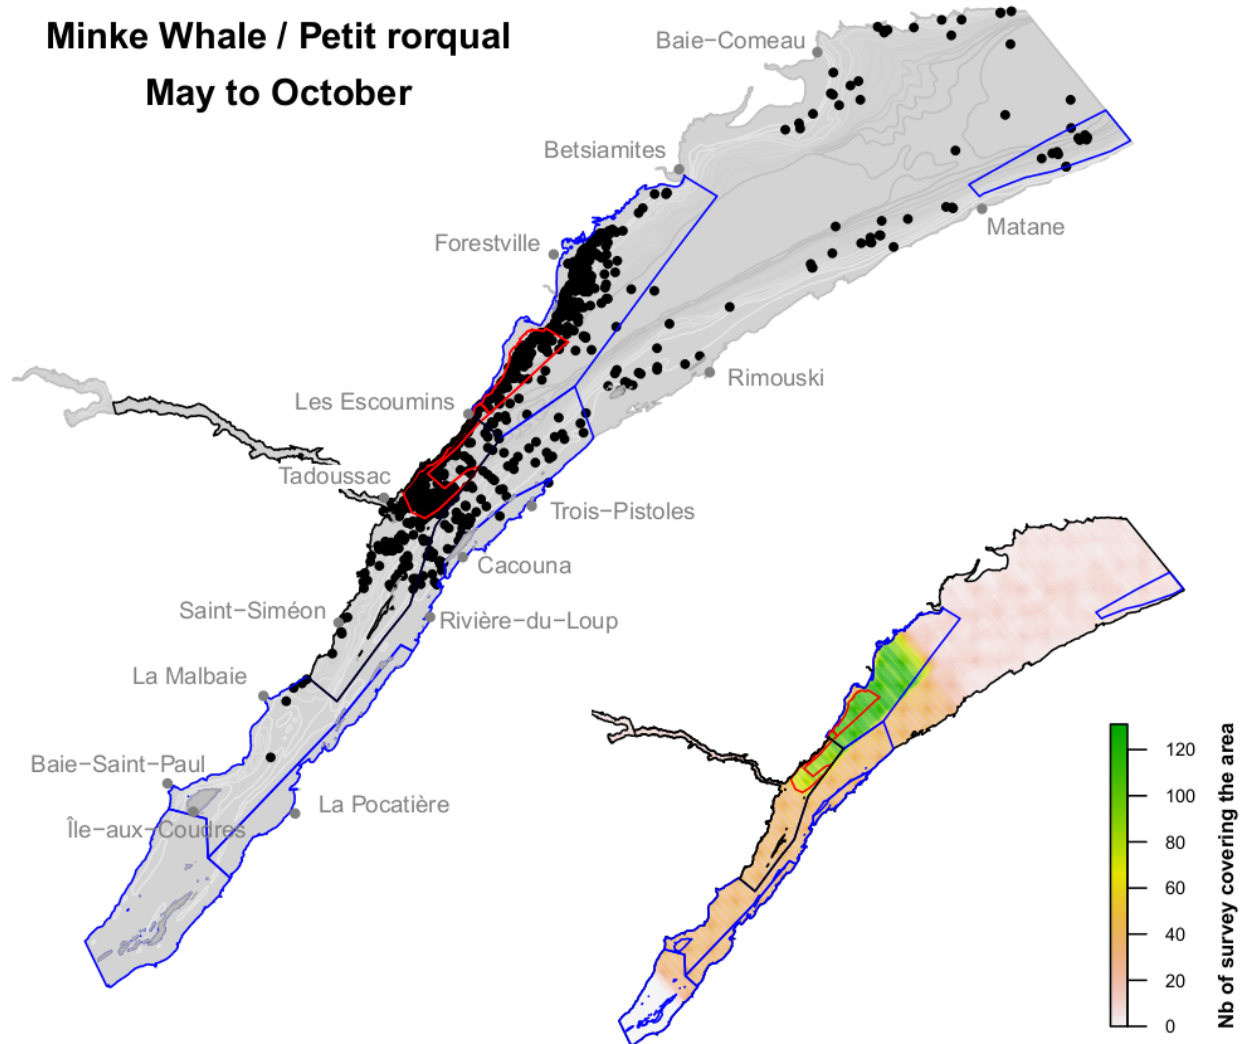 Minke Whale / Petit rorqual
May to October
Baie−Comeau
Betsiamites
Forestville
Matane
Les Escoumins
Rimouski
Tadoussac
Trois−Pistoles
Cacouna
Saint−Siméon
Rivière−du−Loup
La Malbaie
Baie−Saint−Paul
La Pocatière
Île−aux−Coudres
120
100
80
60
40
20
0
Nb of survey covering the area